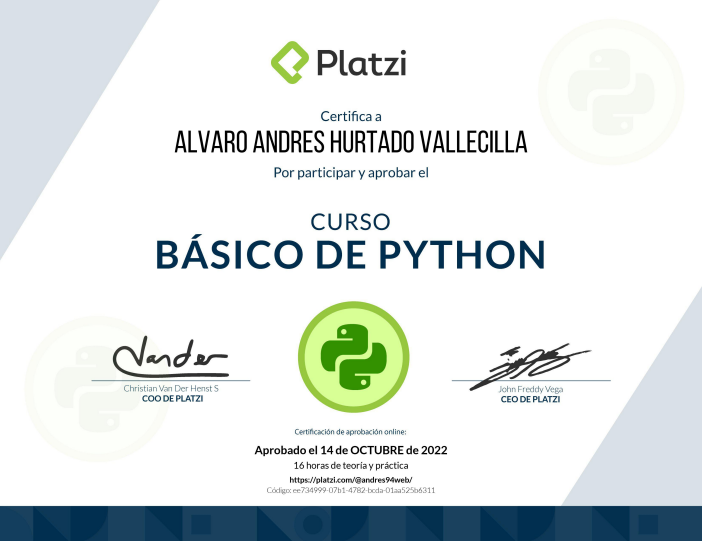 Platzi
Certifica a
ALVARO ANDRES HURTADO VALLECILLA
Por participar y aprobar el
CURSO
BÁSICO DE PYTHON
Vander
Christian Van Der Henst S
COO DE PLATZI
John Freddy Vega
CEO DE PLATZI
Certificación de aprobación online:
Aprobado el 14 de OCTUBRE de 2022
16 horas de teoría y práctica
https://platzi.com/@andres94web/
Código: ee734999-07b1-4782-bcda-01aa525b6311